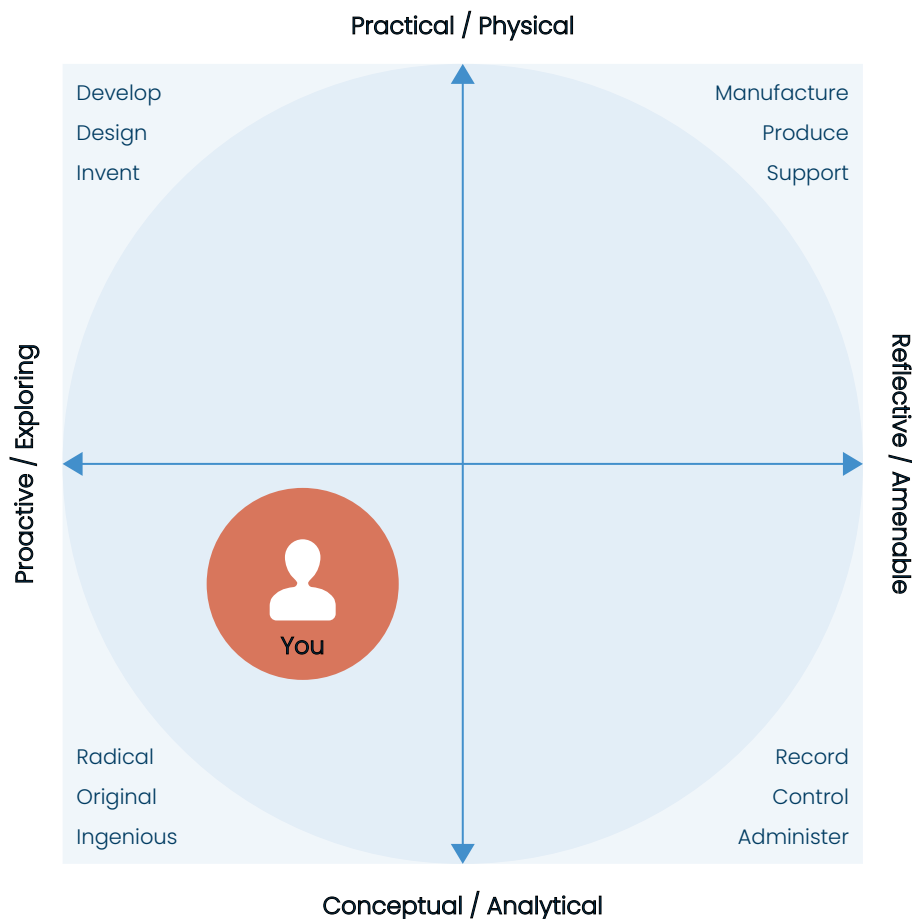 Practical / Physical
Develop
Design
Invent
Manufacture
Produce
Support
Proactive / Exploring
Reflective / Amenable
You
Radical
Original
Ingenious
Record
Control
Administer
Conceptual / Analytical